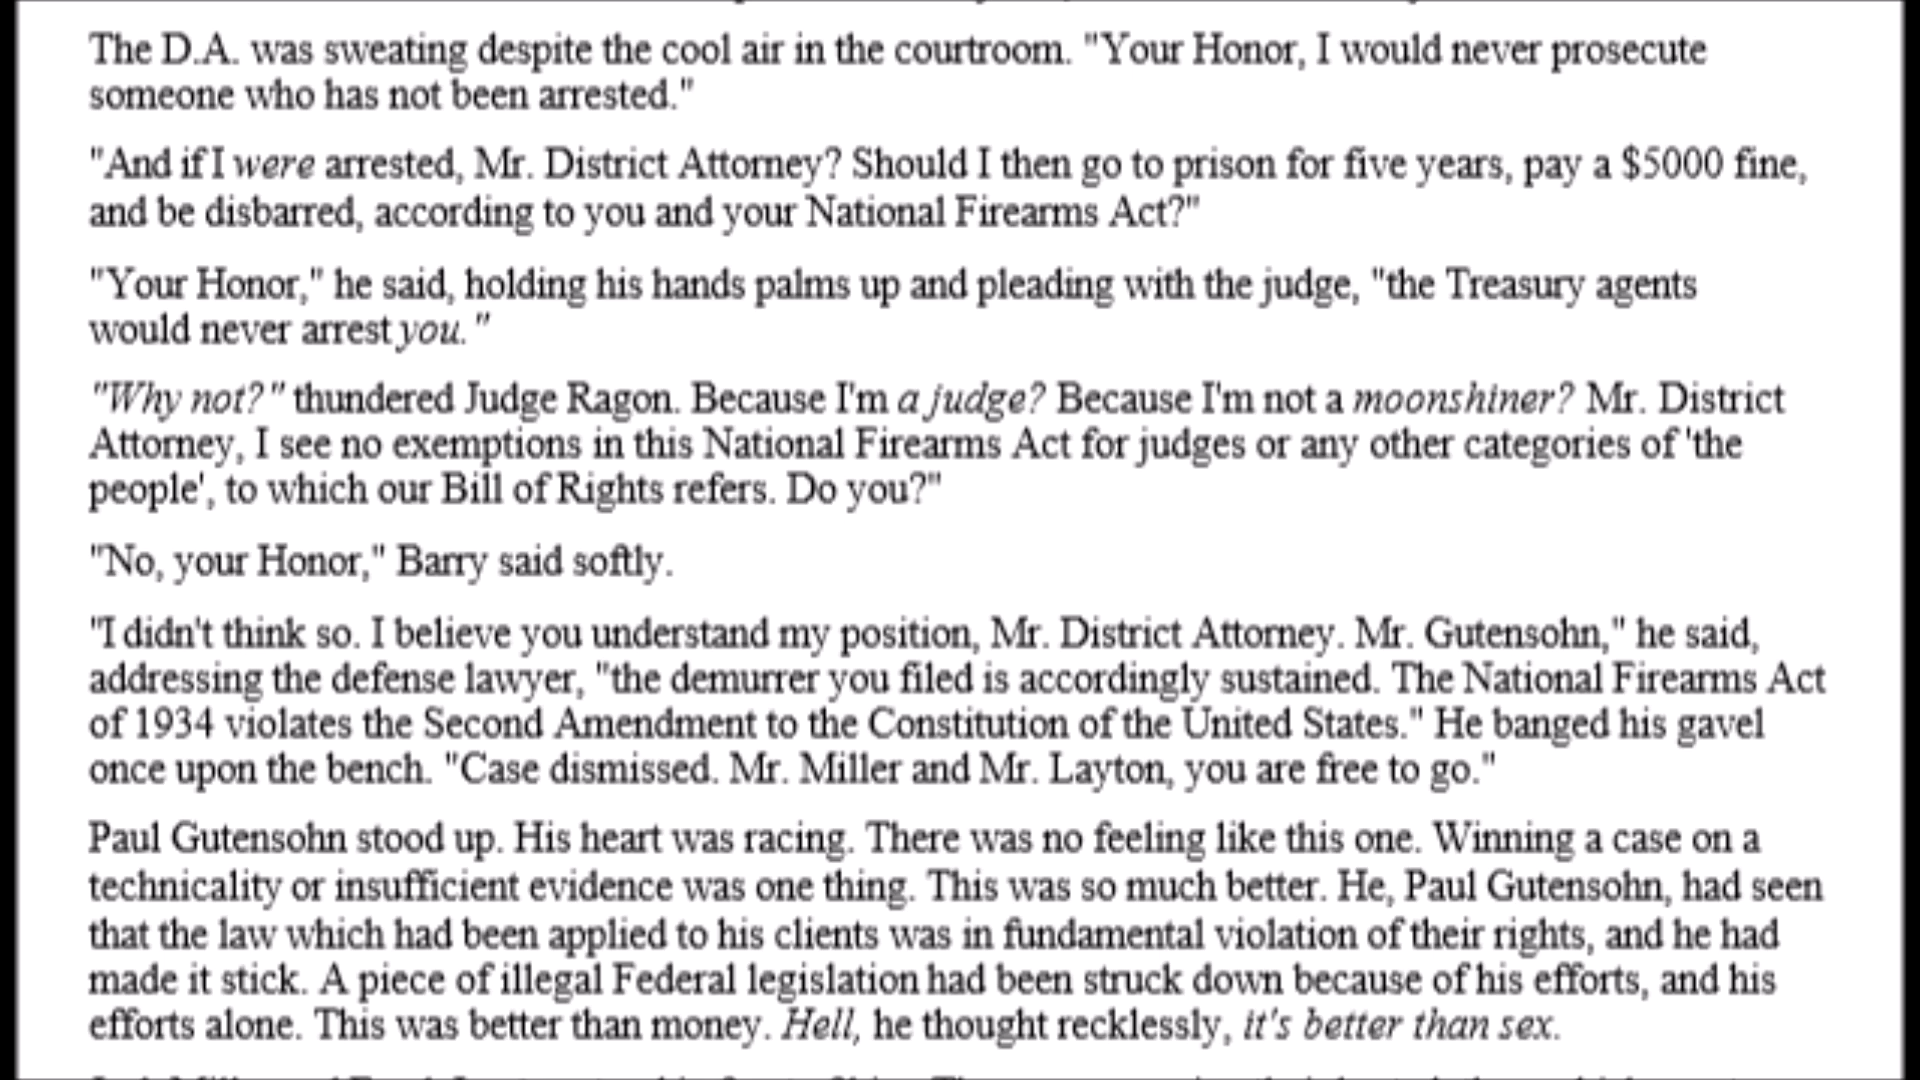 The D.A. was sweating despite the cool air in the courtroom. "Your Honor, I would never prosecute
someone who has not been arrested."
"And if I were arrested, Mr. District Attorney? Should I then go to prison for five years, pay a $5000 fine,
and be disbarred, according to you and your National Firearms Act?"
"Your Honor," he said, holding his hands palms up and pleading with the judge, "the Treasury agents
would never arrest you."
"Why not?" thundered Judge Ragon. Because I'm a judge? Because I'm not a moonshiner? Mr. District
Attorney, I see no exemptions in this National Firearms Act for judges or any other categories of 'the
people', to which our Bill of Rights refers. Do you?"
"No, your Honor," Barry said softly.
"I didn't think so. I believe you understand my position, Mr. District Attorney. Mr. Gutensohn," he said,
addressing the defense lawyer, "the demurrer you filed is accordingly sustained. The National Firearms Act
of 1934 violates the Second Amendment to the Constitution of the United States." He banged his gavel
once upon the bench. "Case dismissed. Mr. Miller and Mr. Layton, you are free to go."
Paul Gutensohn stood up. His heart was racing. There was no feeling like this one. Winning a case on a
technicality or insufficient evidence was one thing. This was so much better. He, Paul Gutensohn, had seen
that the law which had been applied to his clients was in fundamental violation of their rights, and he had
made it stick. A piece of illegal Federal legislation had been struck down because of his efforts, and his
efforts alone. This was better than money. Hell, he thought recklessly, it's better than sex.